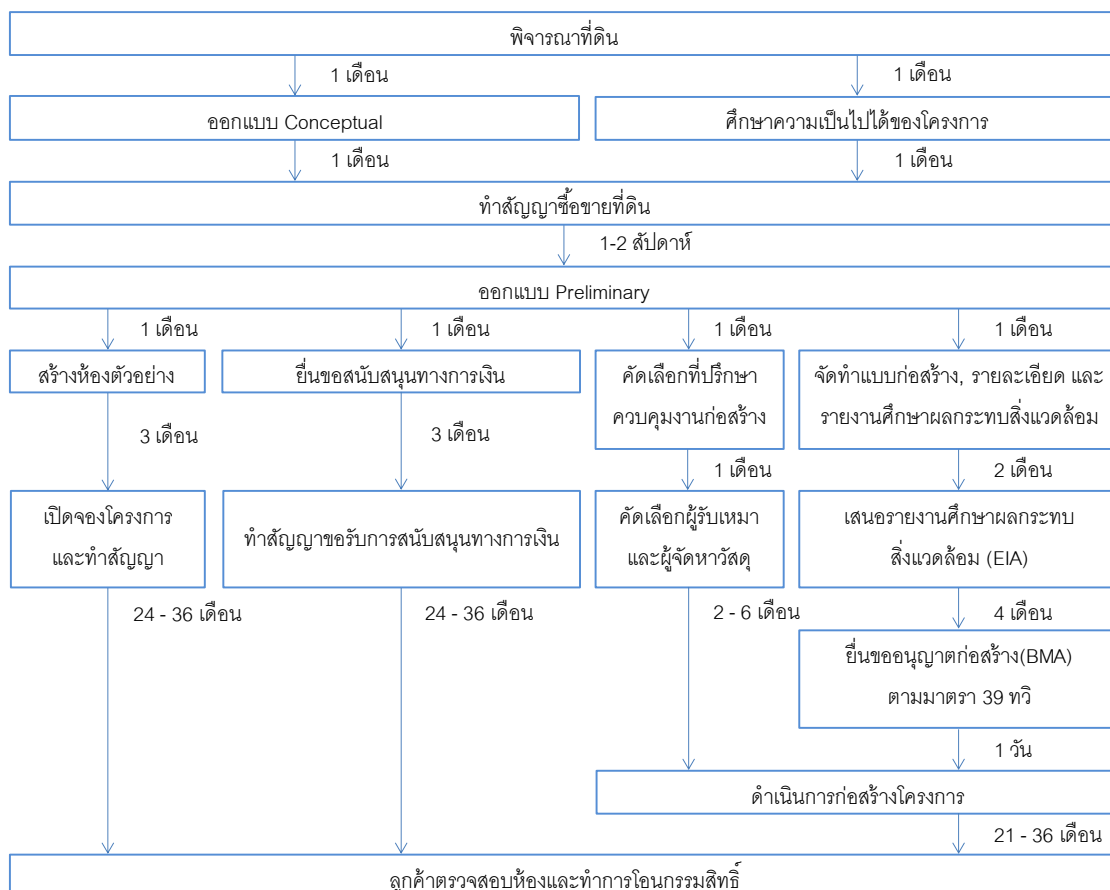 พิจารณาที่ดิน
1 เดือน
1 เดือน
ออกแบบ Conceptual
ศึกษาความเป็นไปได้ของโครงการ
1 เดือน
1 เดือน
ทำสัญญาซื้อขายที่ดิน
1-2 สัปดาห์
ออกแบบ Preliminary
1 เดือน
1 เดือน
1 เดือน
1 เดือน
สร้างห้องตัวอย่าง
ยื่นขอสนับสนุนทางการเงิน
คัดเลือกที่ปรึกษา
ควบคุมงานก่อสร้าง
จัดทำแบบก่อสร้าง, รายละเอียด และ
รายงานศึกษาผลกระทบสิ่งแวดล้อม
3 เดือน
3 เดือน
1 เดือน
2 เดือน
เปิดจองโครงการ
และทำสัญญา
ทำสัญญาขอรับการสนับสนุนทางการเงิน
คัดเลือกผู้รับเหมา
และผู้จัดหาวัสดุ
เสนอรายงานศึกษาผลกระทบ
สิ่งแวดล้อม (EIA)
24 - 36 เดือน
24 - 36 เดือน
2 - 6 เดือน
4 เดือน
ยื่นขออนุญาตก่อสร้าง(BMA)
ตามมาตรา 39 ทวิ
1 วัน
ดำเนินการก่อสร้างโครงการ
21 - 36 เดือน
ลูกค้าตรวจสอบห้องและทำการโอนกรรมสิทธิ์